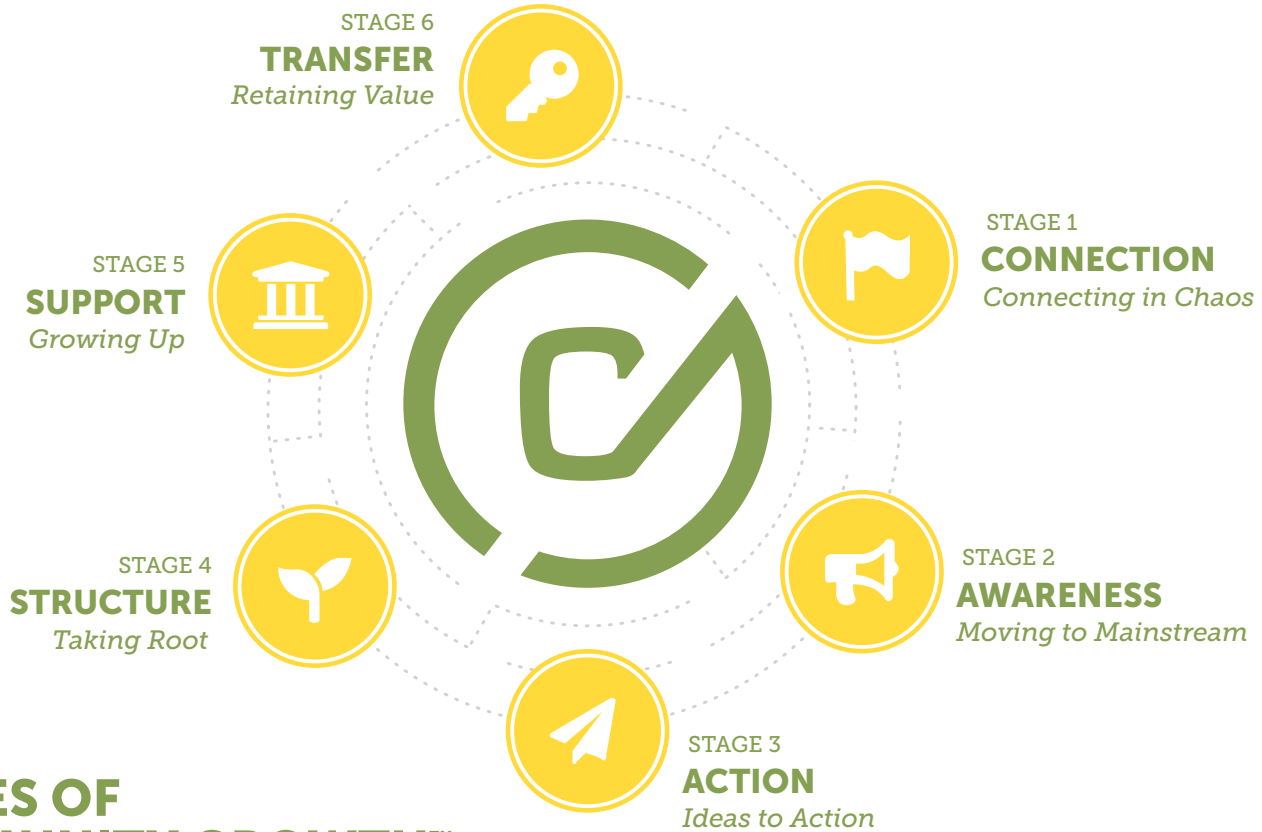 STAGE 6
TRANSFER
Retaining Value
STAGE 1
CONNECTION
Connecting in Chaos
STAGE 5
SUPPORT
Growing Up
STAGE 2
AWARENESS
Moving to Mainstream
STAGE 4
STRUCTURE
Taking Root
STAGE 3
ACTION
Ideas to Action
ES OF